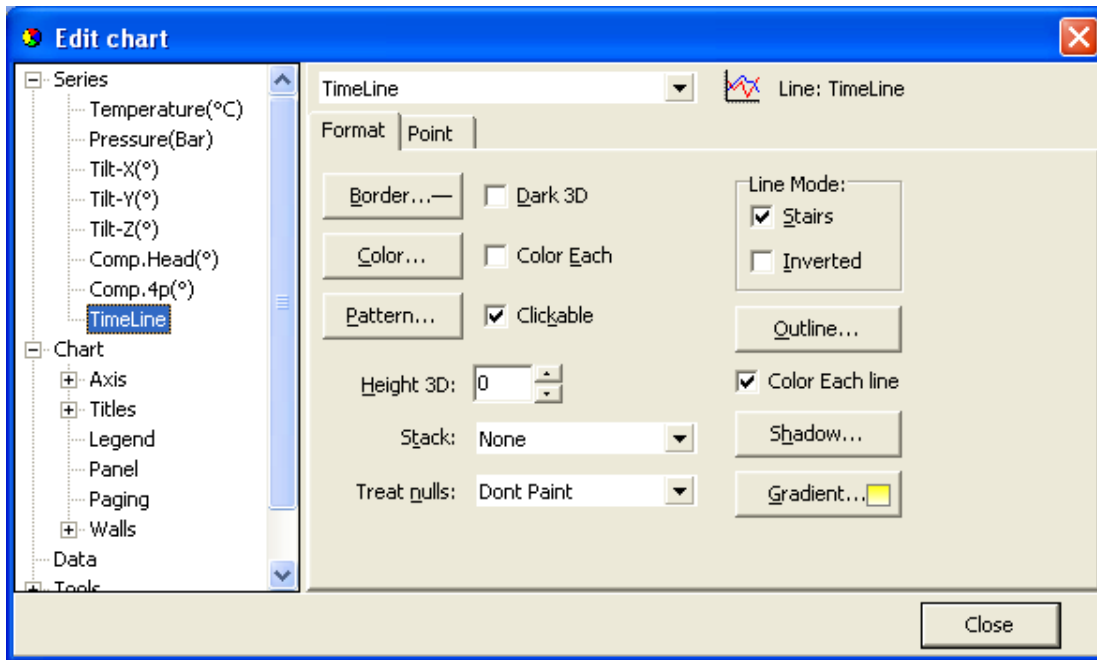 Edit chart
Series
Temperature(°C)
Pressure(Bar)
Tilt-X(°)
Tilt-Y(°)
Tilt-Z(°)
Comp.Head(°)
Comp.4p(°)
TimeLine
Chart
Axis
Titles
Legend
Panel
Paging
Walls
Data
Tools
TimeLine
Line: TimeLine
Format Point
Border...
Dark 3D
Color...
Color Each
Pattern...
Clickable
Height 3D: 0
Stack: None
Treat nulls: Dont Paint
Line Mode:
Stairs
Inverted
Outline...
Color Each line
Shadow...
Gradient...
Close